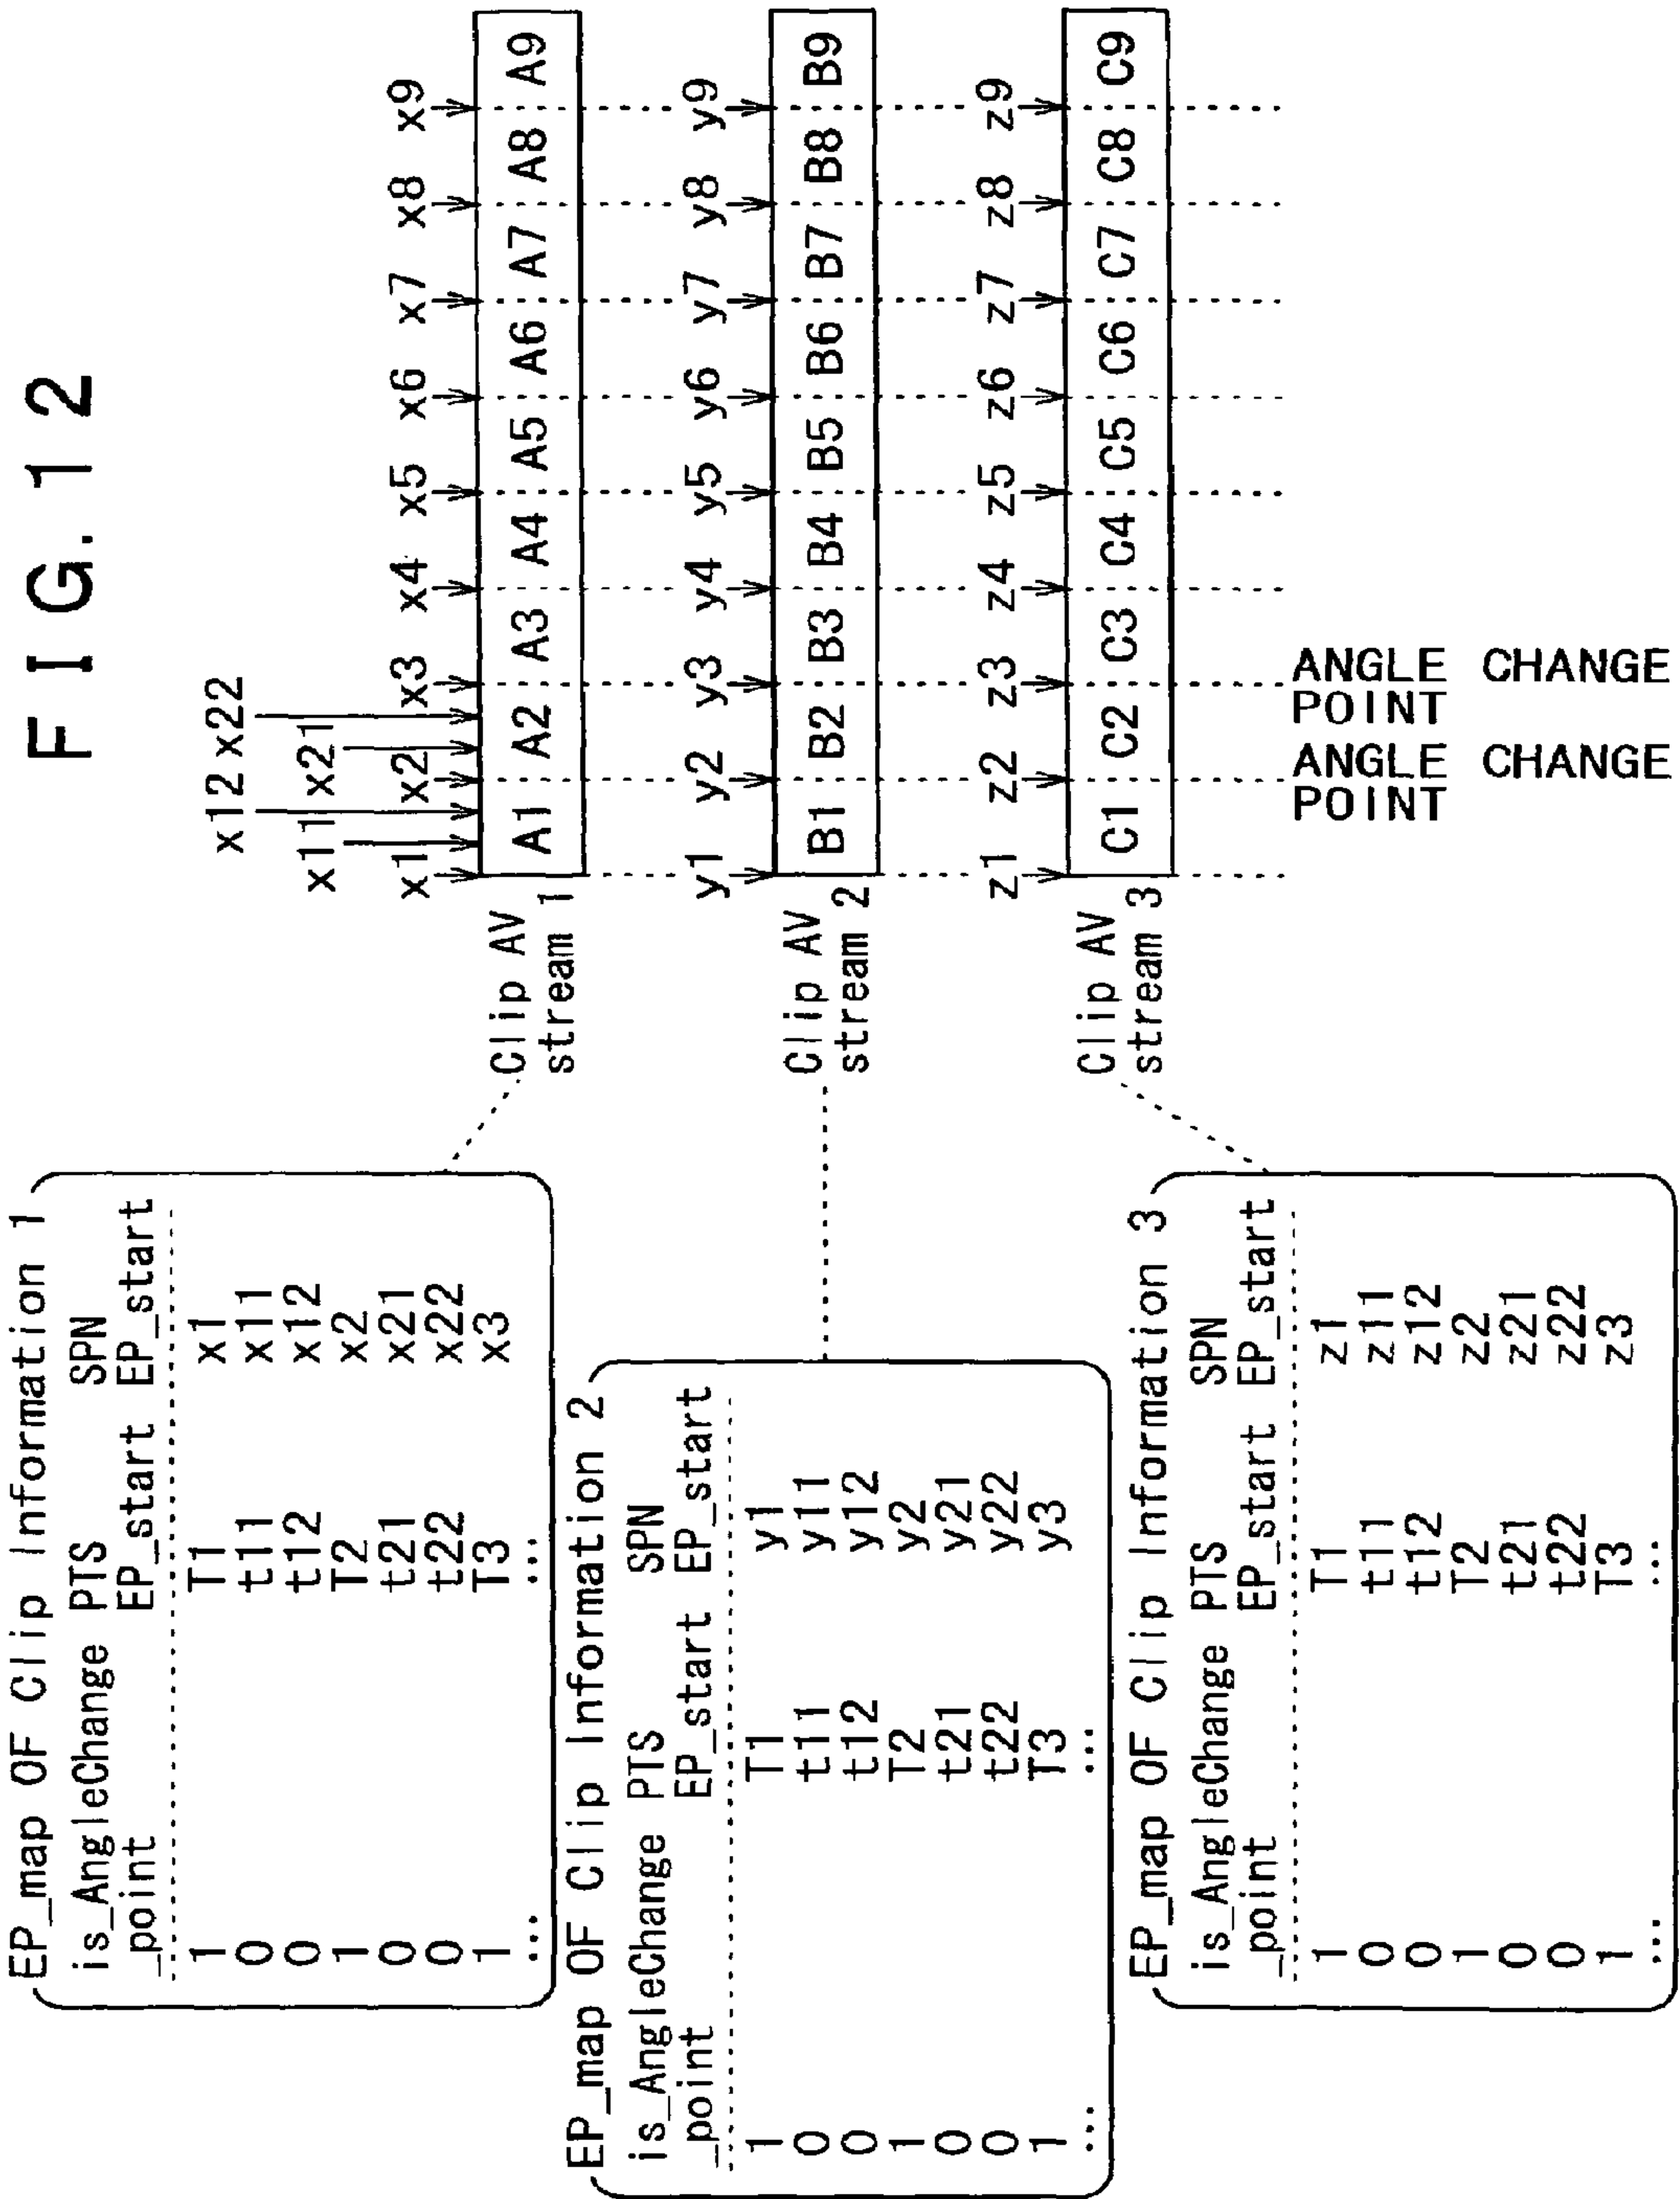 FIG. 12
EP_map OF Clip Information 1
is_AngleChange PTS SPN
_point EP_start EP_start
1 T1 x1
0 t11 x11
0 t12 x12
1 T2 x2
0 t21 x21
0 t22 x22
1 T3 x3
... ...
EP_map OF Clip Information 2
is_AngleChange PTS SPN
_point EP_start EP_start
1 T1 y1
0 t11 y11
0 t12 y12
1 T2 y2
0 t21 y21
0 t22 y22
1 T3 y3
... ...
EP_map OF Clip Information 3
is_AngleChange PTS SPN
_point EP_start EP_start
1 T1 z1
0 t11 z11
0 t12 z12
1 T2 z2
0 t21 z21
0 t22 z22
1 T3 z3
... ...
x12 x22
x11 x21
x1 x2 x3 x4 x5 x6 x7 x8 x9
Clip AV
stream 1
A1 A2 A3 A4 A5 A6 A7 A8 A9
y1 y2 y3 y4 y5 y6 y7 y8 y9
Clip AV
stream 2
B1 B2 B3 B4 B5 B6 B7 B8 B9
z1 z2 z3 z4 z5 z6 z7 z8 z9
Clip AV
stream 3
C1 C2 C3 C4 C5 C6 C7 C8 C9
ANGLE CHANGE
POINT
ANGLE CHANGE
POINT